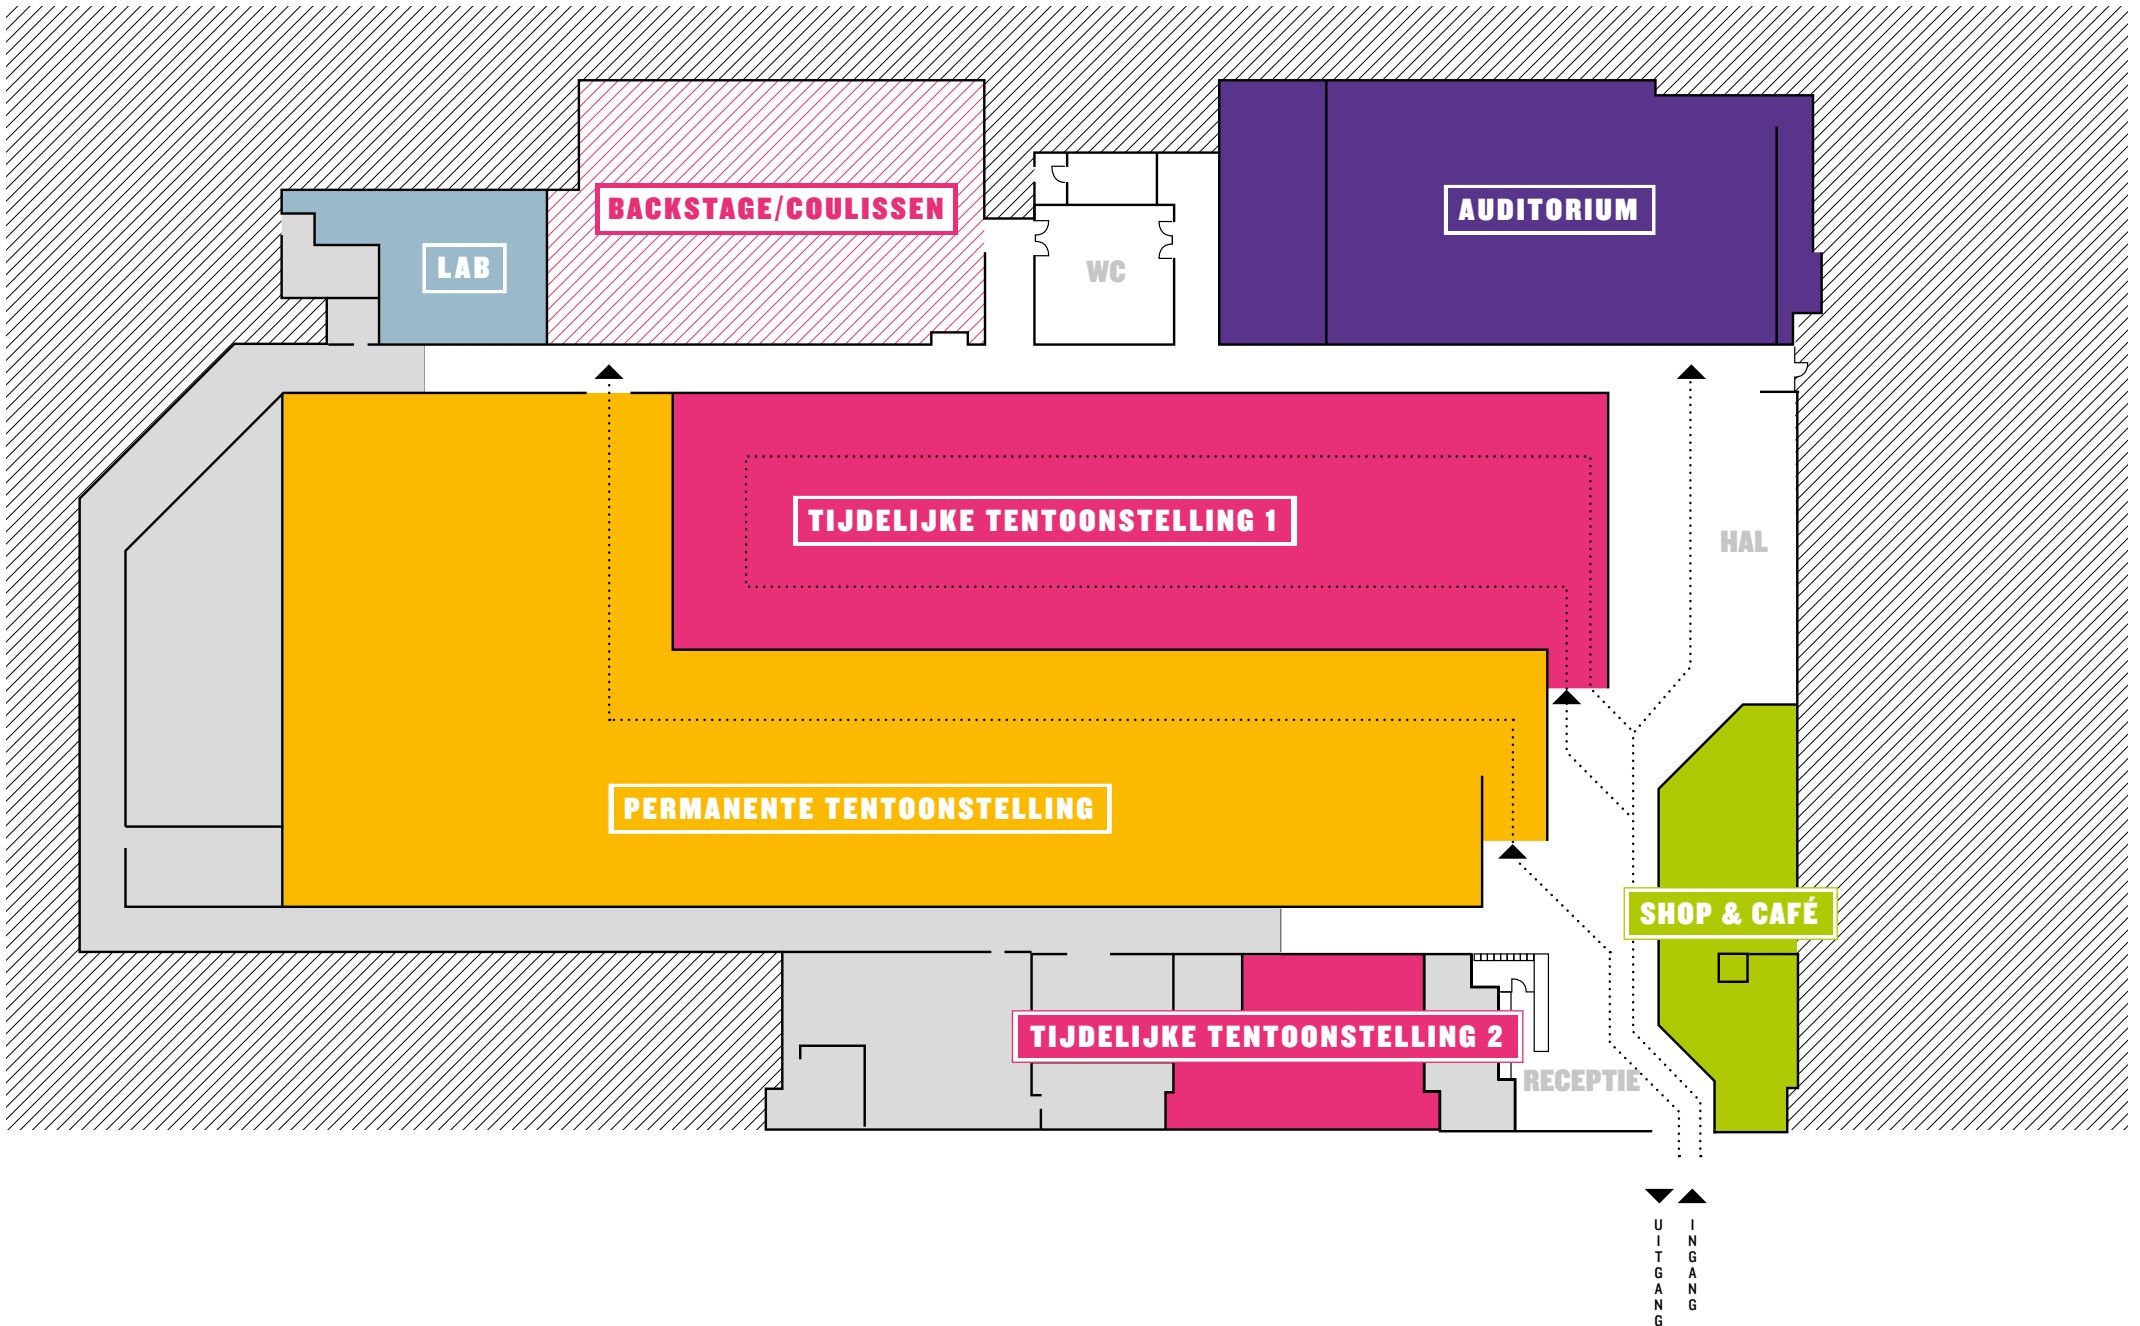 BACKSTAGE/COULISSEN
AUDITORIUM
LAB
WC
TIJDELIJKE TENTOONSTELLING 1
HAL
PERMANENTE TENTOONSTELLING
SHOP & CAFÉ
TIJDELIJKE TENTOONSTELLING 2
RECEPTIE
UITGANG
INGANG